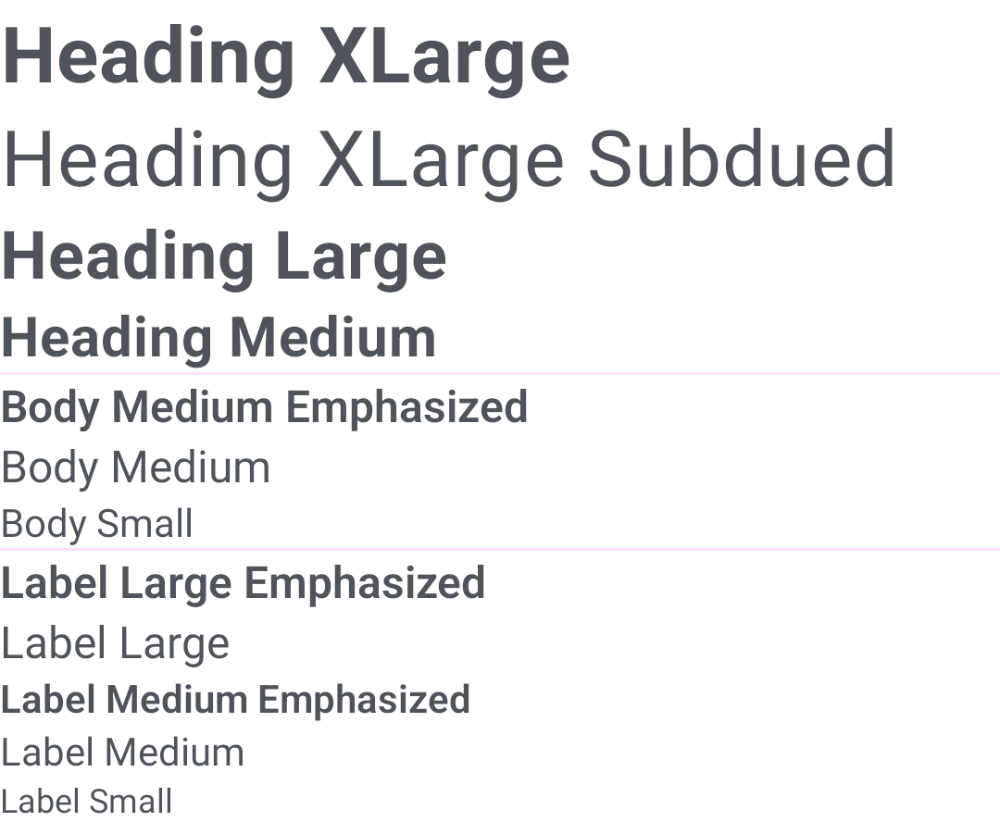 Heading XLarge
Heading XLarge Subdued
Heading Large
Heading Medium
Body Medium Emphasized
Body Medium
Body Small
Label Large Emphasized
Label Large
Label Medium Emphasized
Label Medium
Label Small